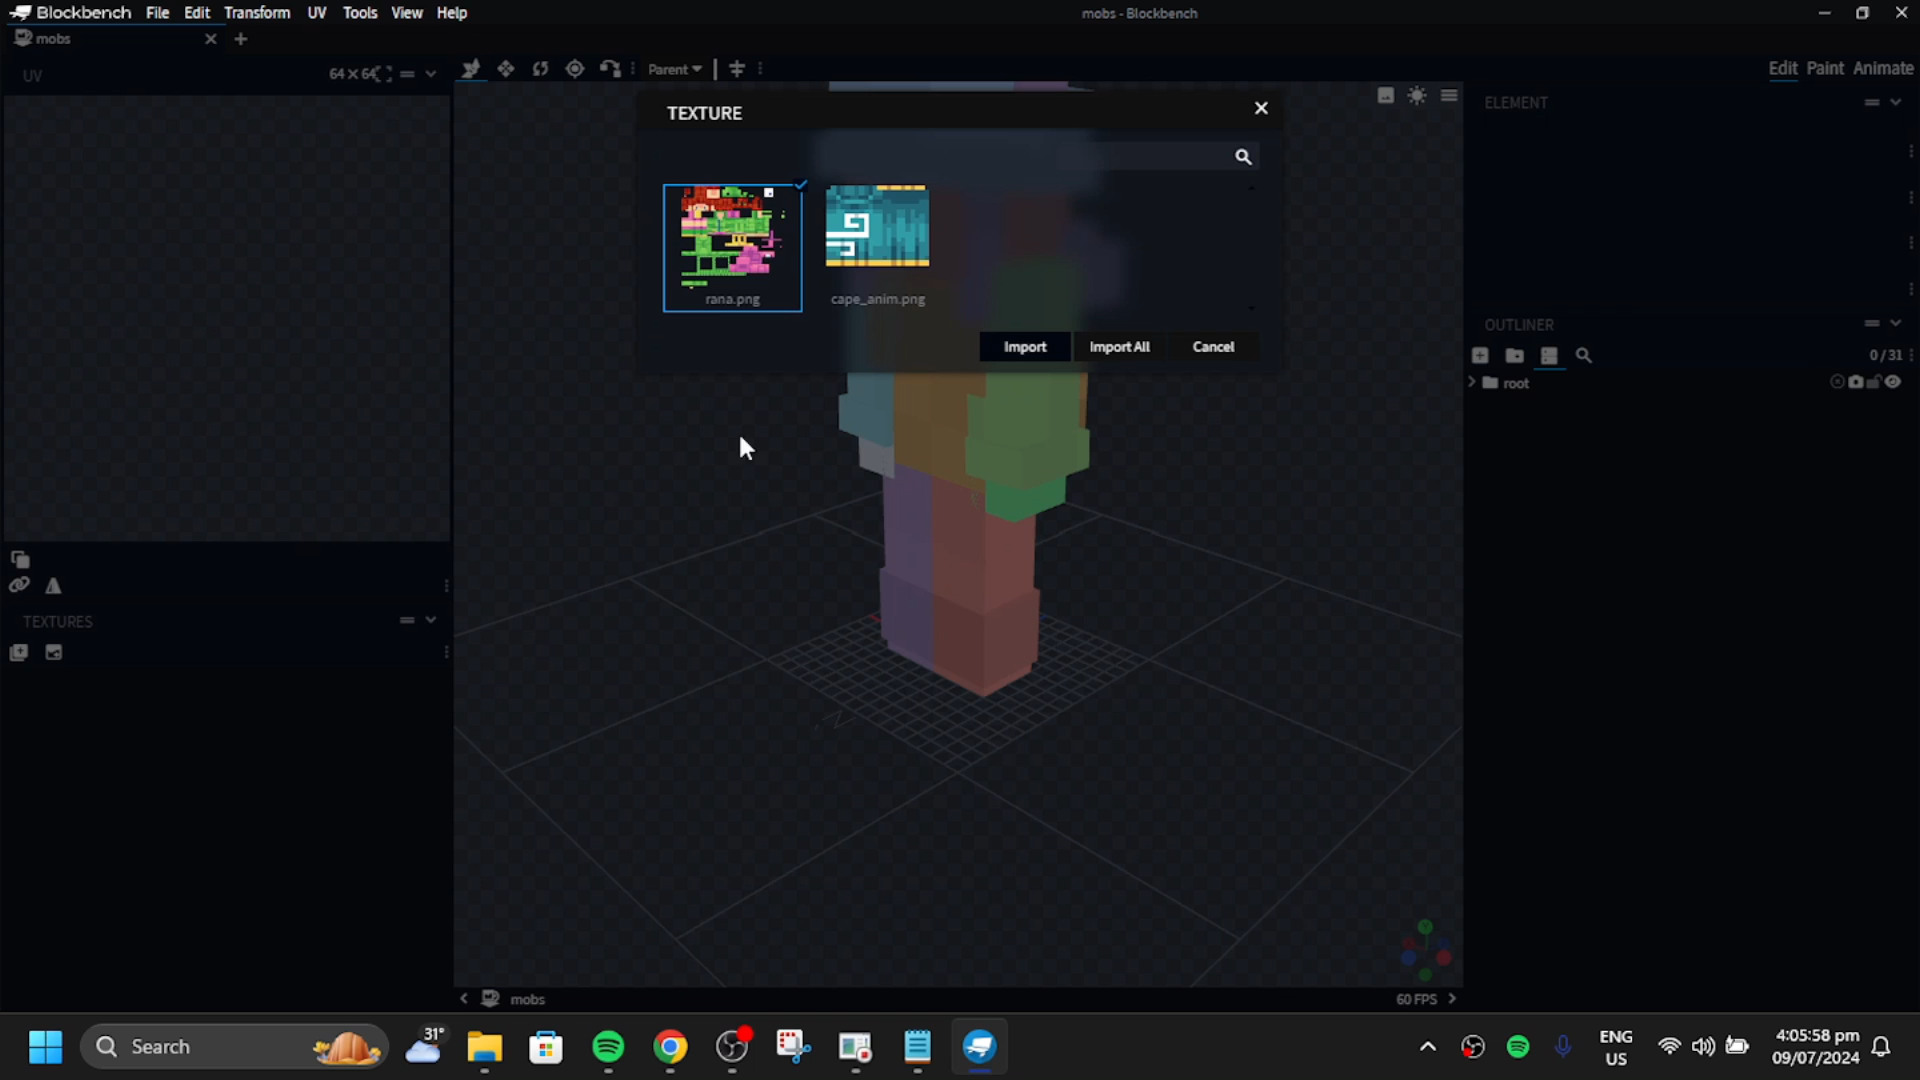 Blockbench File Edit Transform UV Tools View Help
mobs - Blockbench
mobs
UV
64×64
Parent
Edit Paint Animate
TEXTURE
ELEMENT
rana.png
cape_anim.png
Import
Import All
Cancel
OUTLINER
0/31
root
TEXTURES
N
mobs
60 FPS
Search
31°
ENG
US
4:05:58 pm
09/07/2024